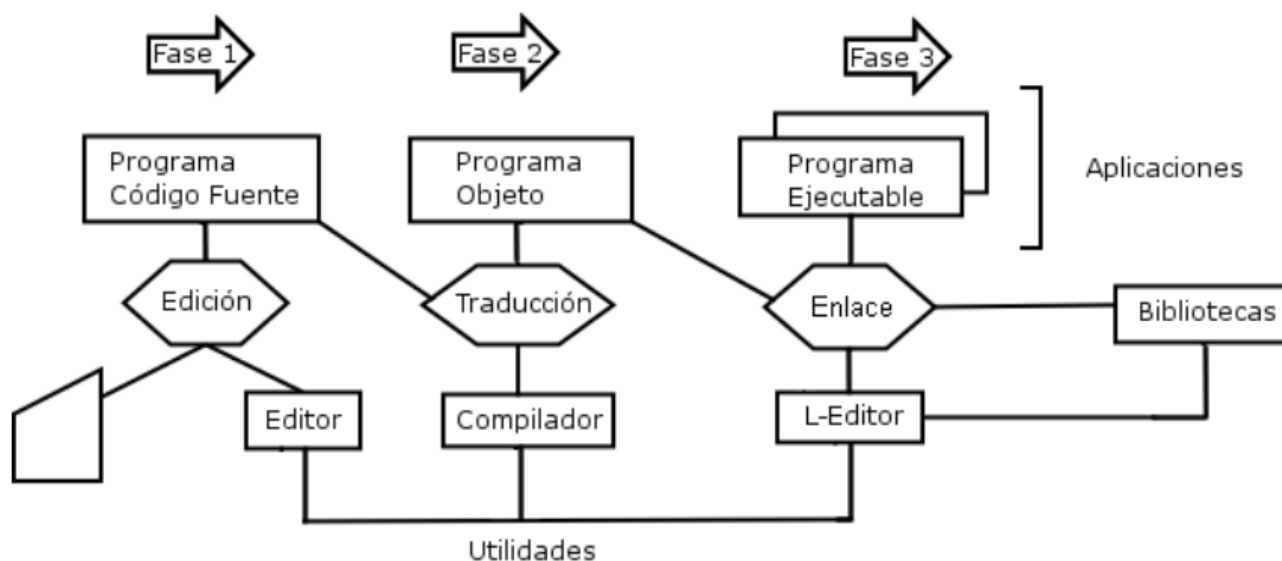 Fase 1
Fase 2
Fase 3
Programa
Código Fuente
Programa
Objeto
Programa
Ejecutable
Aplicaciones
Edición
Traducción
Enlace
Bibliotecas
Editor
Compilador
L-Editor
Utilidades